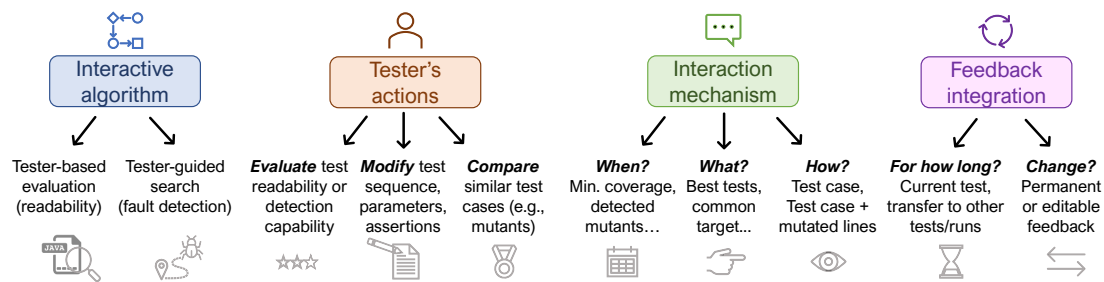 Interactive
algorithm
Tester's
actions
Interaction
mechanism
Feedback
integration
Tester-based
evaluation
(readability)
Tester-guided
search
(fault detection)
Evaluate test
readability or
detection
capability
Modify test
sequence,
parameters,
assertions
Compare
similar test
cases (e.g.,
mutants)
When?
Min. coverage,
detected
mutants...
What?
Best tests,
common
target...
How?
Test case,
Test case +
mutated lines
For how long?
Current test,
transfer to other
tests/runs
Change?
Permanent
or editable
feedback
JAVA